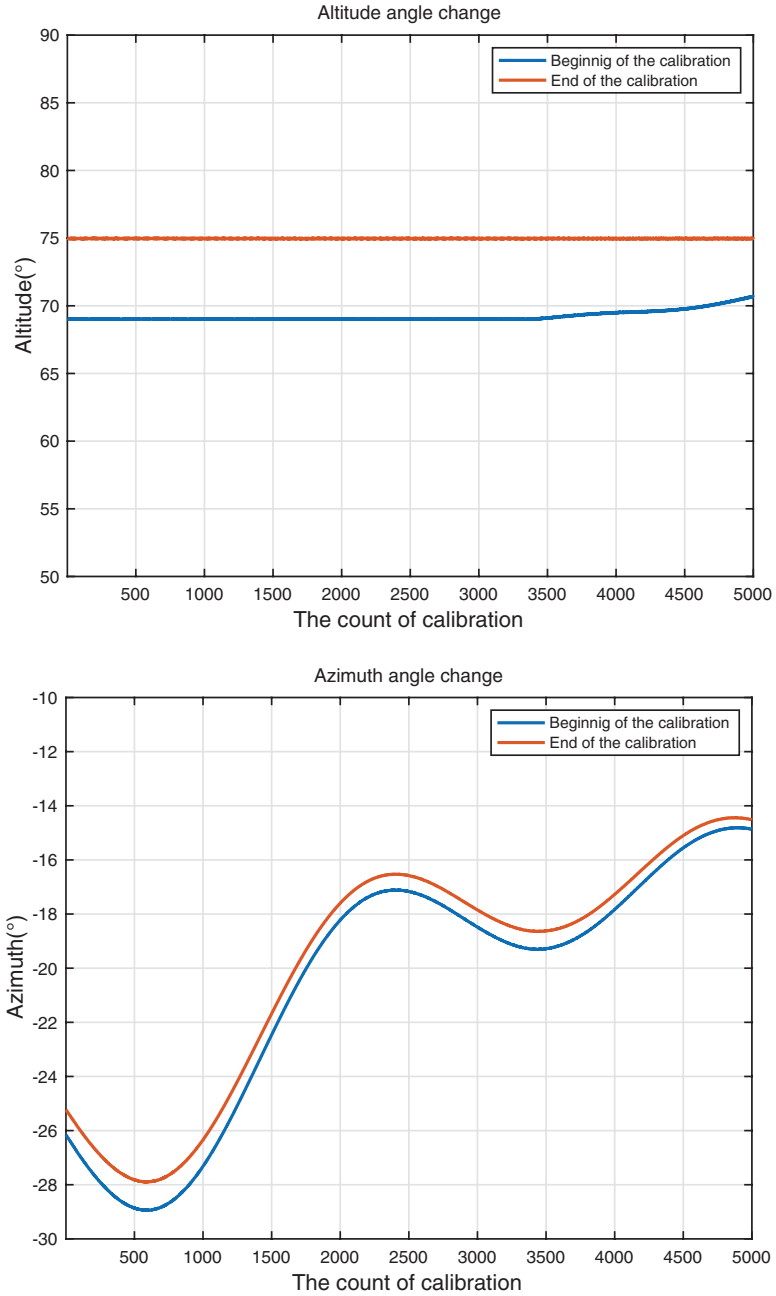 Altitude angle change
90
85
80
75
70
65
60
55
50
Altitude(°)
Beginnig of the calibration
End of the calibration
500 1000 1500 2000 2500 3000 3500 4000 4500 5000
The count of calibration
Azimuth angle change
-10
-12
-14
-16
-18
-20
-22
-24
-26
-28
-30
Azimuth(°)
Beginnig of the calibration
End of the calibration
500 1000 1500 2000 2500 3000 3500 4000 4500 5000
The count of calibration